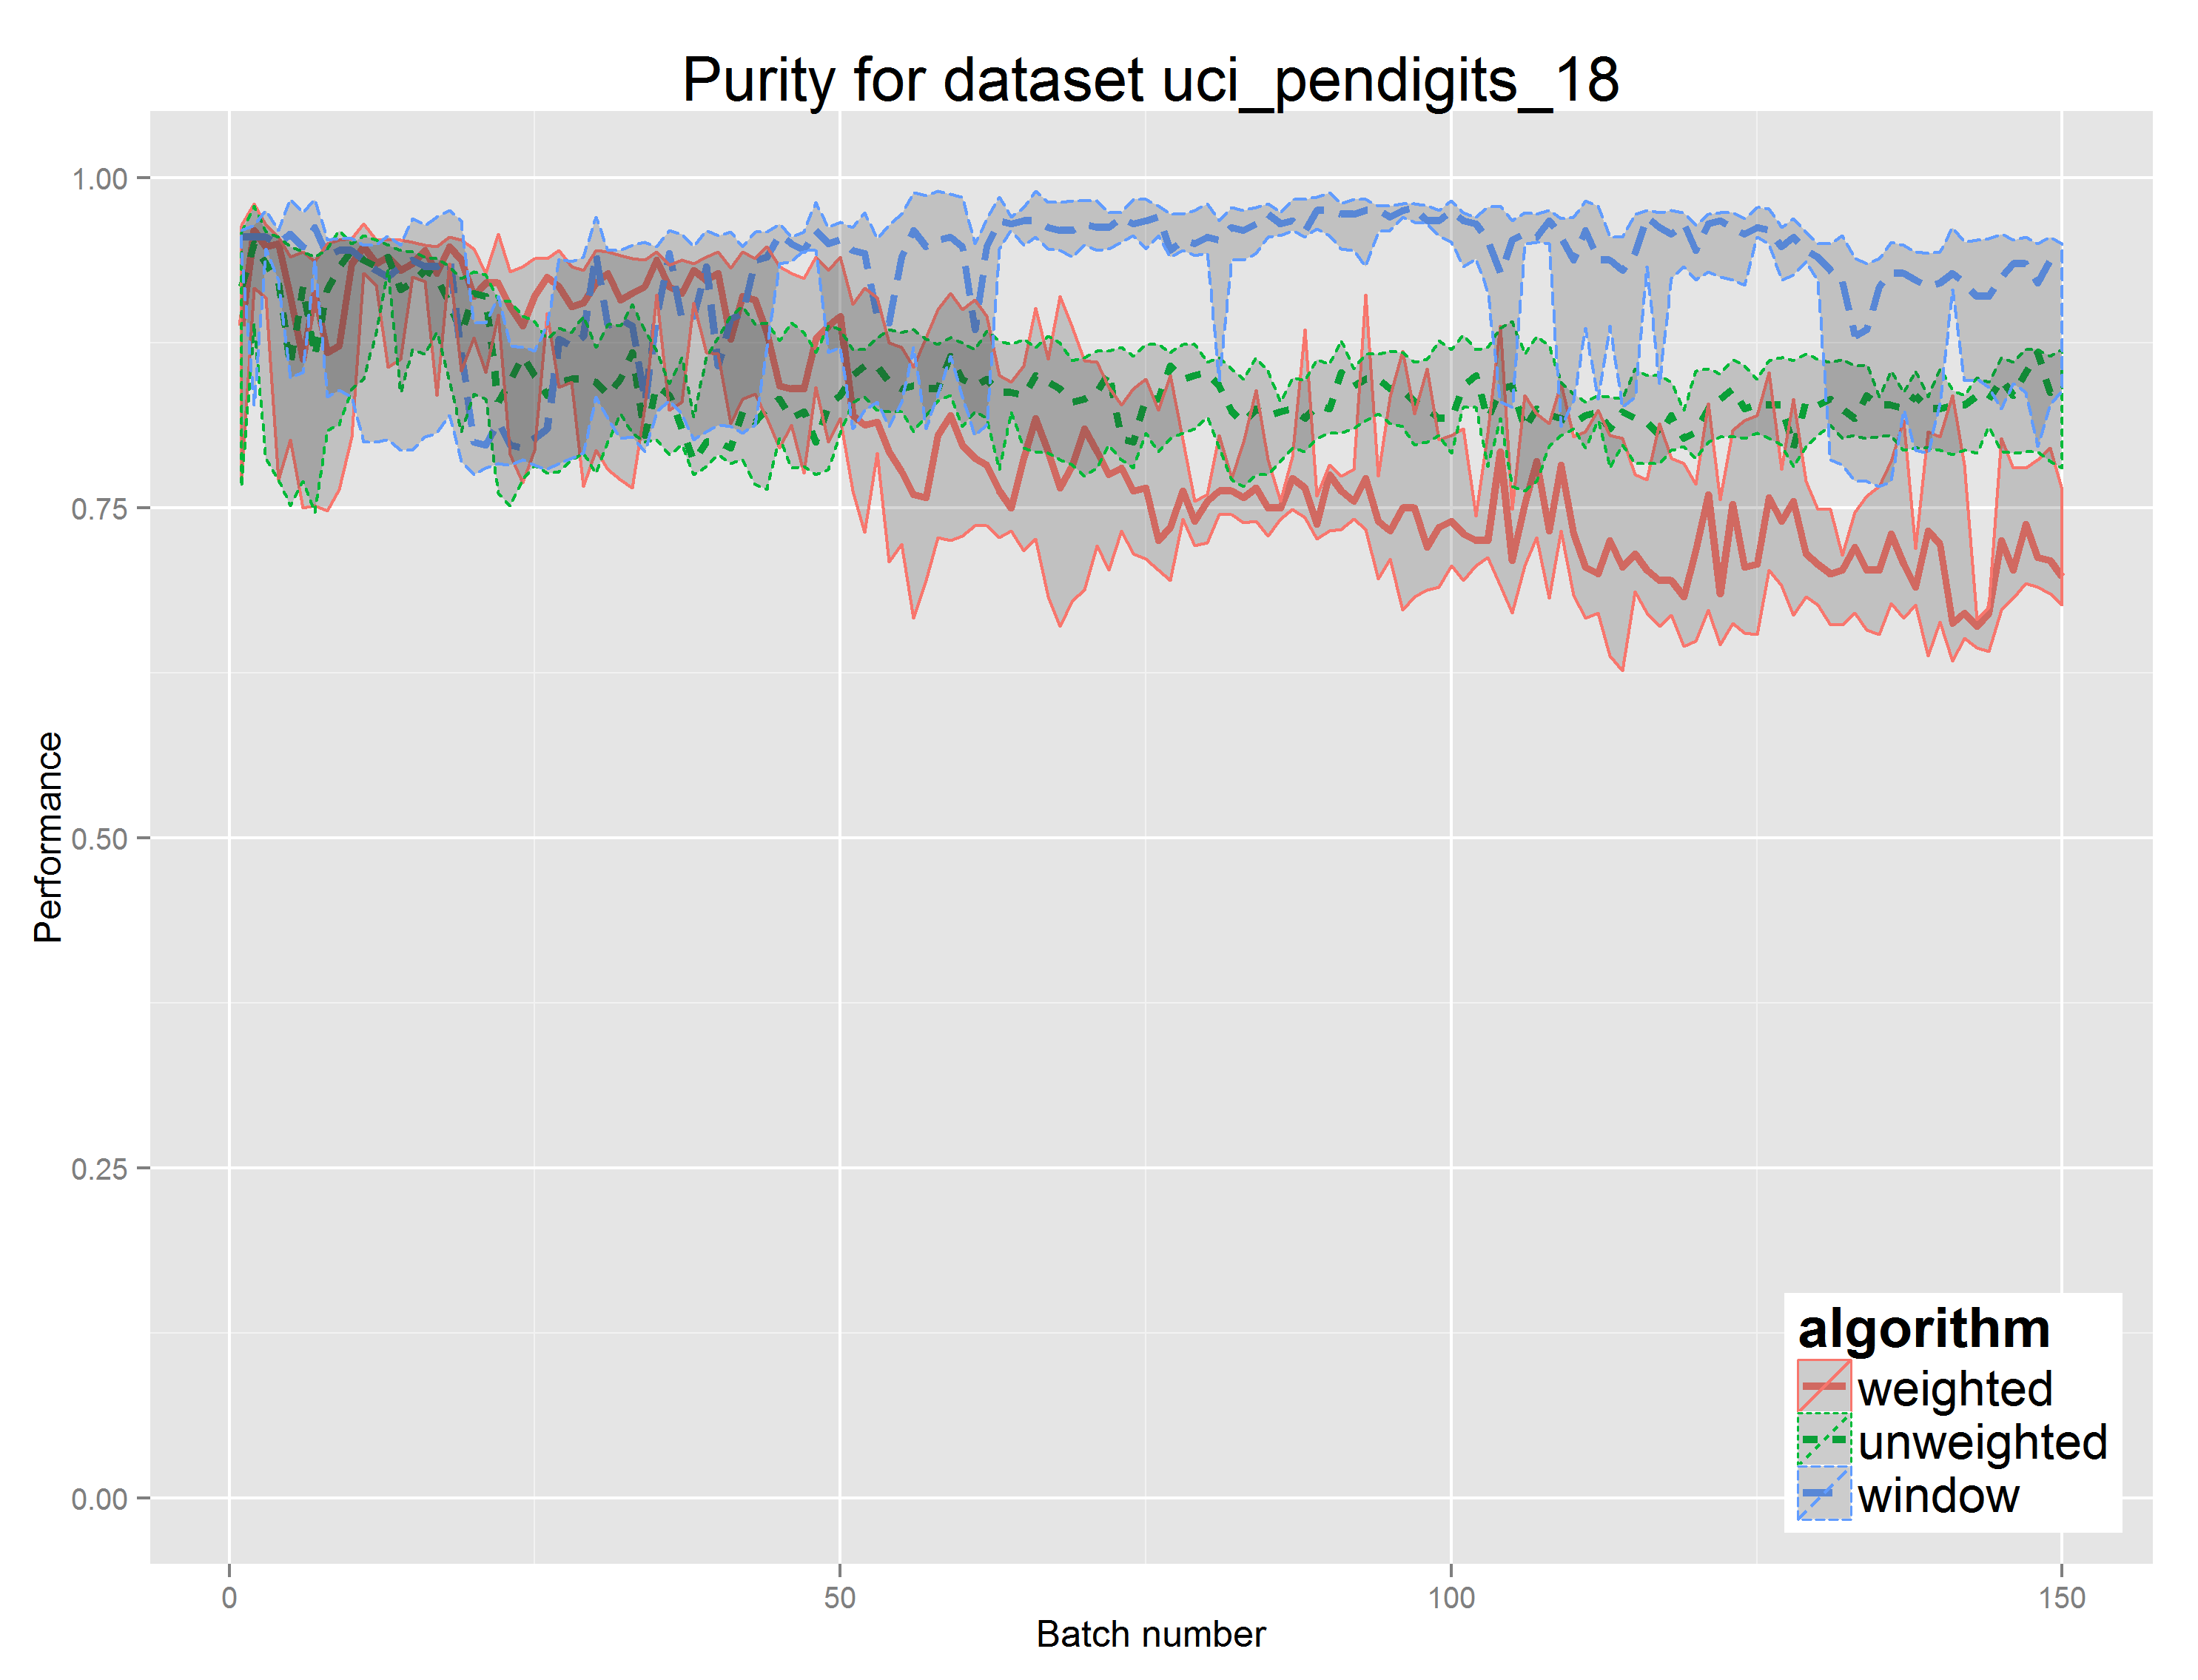 Purity for dataset uci_pendigits_18
Performance
1.00
0.75
0.50
0.25
0.00
0
50
100
150
Batch number
algorithm
weighted
unweighted
window